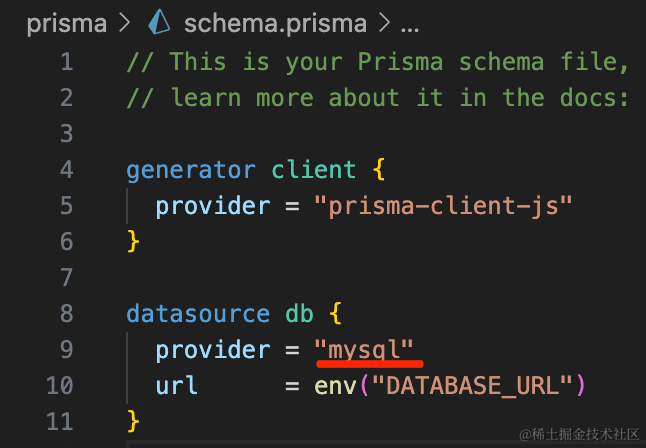 prisma > schema.prisma > ...
1 // This is your Prisma schema file,
2 // learn more about it in the docs:
3
4 generator client {
5   provider = "prisma-client-js"
6 }
7
8 datasource db {
9   provider = "mysql"
10   url      = env("DATABASE_URL")
11 }
@稀土掘金技术社区